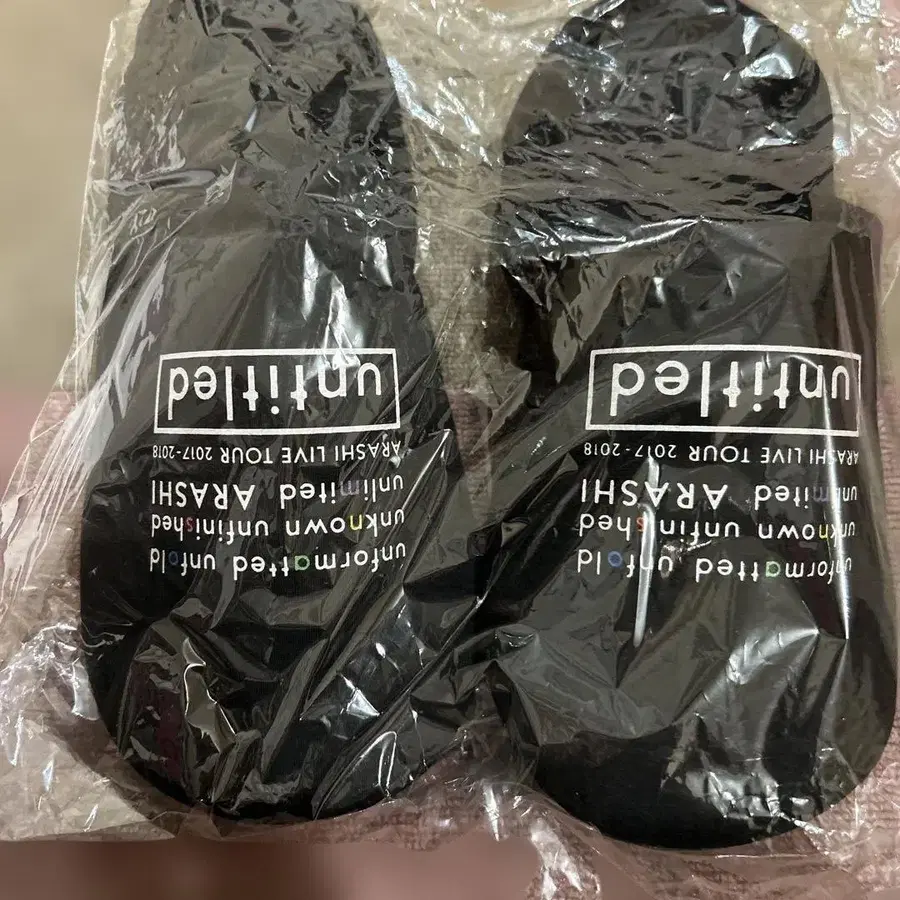 unformatted unfold
unknown unfinished
unlimited ARASHI
ARASHI LIVE TOUR 2017-2018
untitled
unformatted unfold
unknown unfinished
unlimited ARASHI
ARASHI LIVE TOUR 2017-2018
untitled